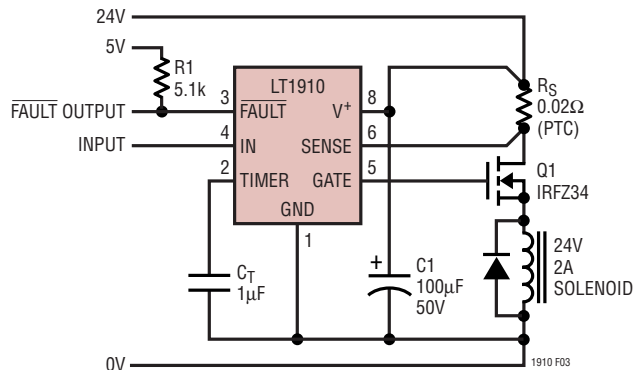 24V
5V
R1
5.1k
LT1910
FAULT OUTPUT
3
FAULT
V+
8
INPUT
4
IN
SENSE
6
2
TIMER
GATE
5
GND
1
RS
0.02Ω
(PTC)
Q1
IRFZ34
CT
1µF
+
C1
100µF
50V
24V
2A
SOLENOID
0V
1910 F03